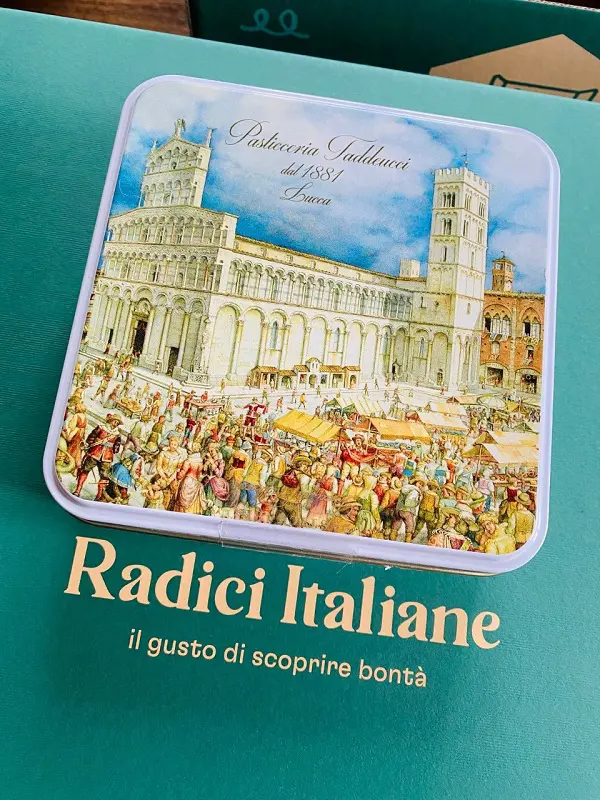 Pasticceria Taddeucci
dal 1881
Lucca
Radici Italiane
il gusto di scoprire bontà